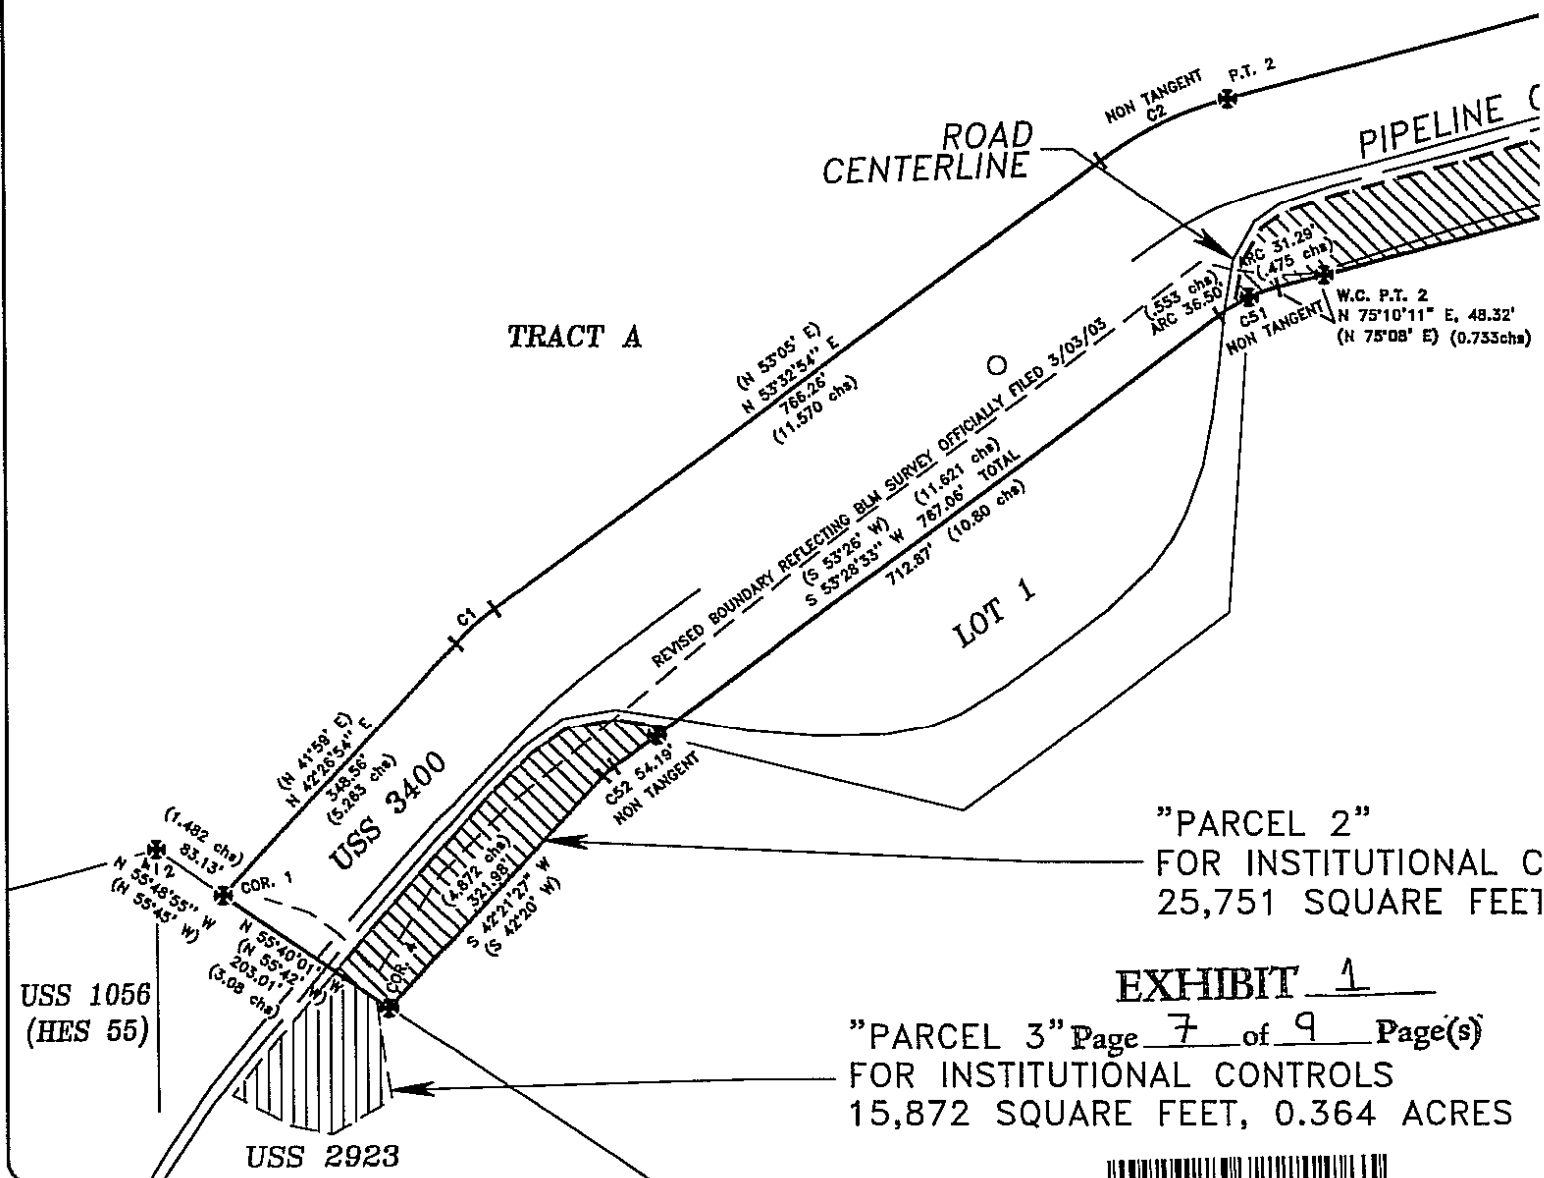 NON TANGENT
C2
P.T. 2
ROAD
CENTERLINE
PIPELINE
ARC 31.29'
(.475 chs)
(.553 chs)
ARC 36.50'
C51
NON TANGENT
W.C. P.T. 2
N 75°10'11" E, 48.32'
(N 75°08' E) (0.733chs)
TRACT A
(N 53°05' E)
N 53°32'54" E
766.26'
(11.570 chs)
REVISED BOUNDARY REFLECTING BLM SURVEY OFFICIALLY FILED 3/03/03
(S 53°26' W) (11.621 chs)
S 53°28'33" W 767.06' TOTAL
712.87' (10.80 chs)
LOT 1
C1
(N 41°59' E)
N 42°26'54" E
348.56'
(5.283 chs)
USS 3400
C52 54.19'
NON TANGENT
(4.872 chs)
321.98'
S 42°21'27" W
(S 42°20' W)
(1.482 chs)
83.13'
N 55°48'55" W
(N 55°45' W)
COR. 1
N 55°40'01" W
(N 55°42' W)
203.01'
(3.08 chs)
COR. 4
"PARCEL 2"
FOR INSTITUTIONAL C
25,751 SQUARE FEET
EXHIBIT 1
USS 1056
(HES 55)
"PARCEL 3" Page 7 of 9 Page(s)
FOR INSTITUTIONAL CONTROLS
15,872 SQUARE FEET, 0.364 ACRES
USS 2923